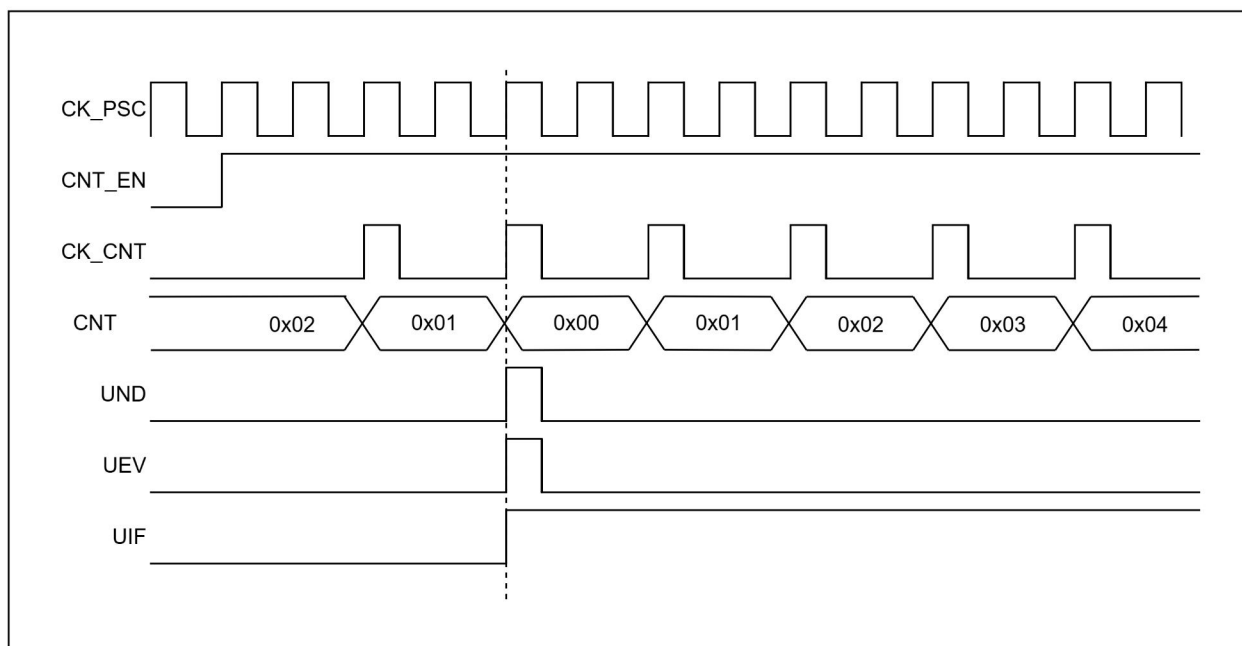 CK_PSC
CNT_EN
CK_CNT
CNT 0x02 0x01 0x00 0x01 0x02 0x03 0x04
UND
UEV
UIF